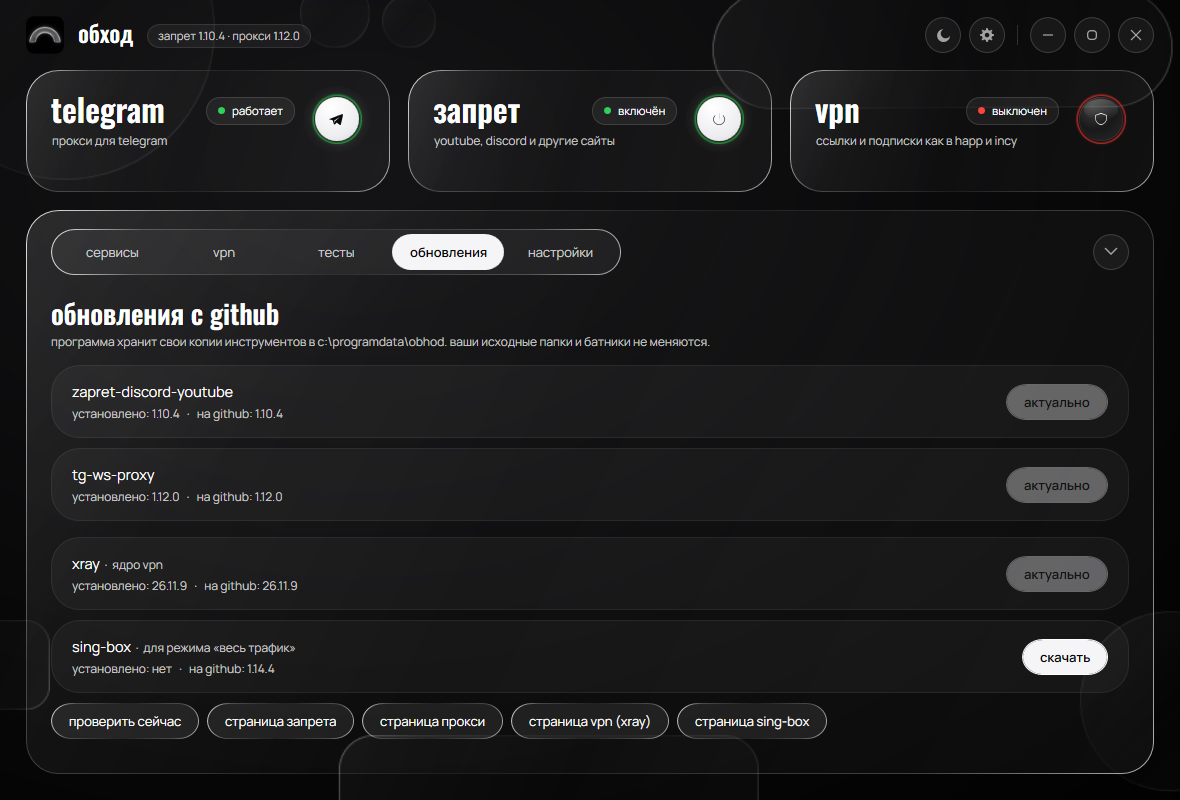 обход
запрет 1.10.4 · прокси 1.12.0
telegram
работает
прокси для telegram
запрет
включён
youtube, discord и другие сайты
vpn
выключен
ссылки и подписки как в happ и incy
сервисы
vpn
тесты
обновления
настройки
обновления с github
программа хранит свои копии инструментов в c:\programdata\obhod. ваши исходные папки и батники не меняются.
zapret-discord-youtube
установлено: 1.10.4 · на github: 1.10.4
актуально
tg-ws-proxy
установлено: 1.12.0 · на github: 1.12.0
актуально
xray · ядро vpn
установлено: 26.11.9 · на github: 26.11.9
актуально
sing-box · для режима «весь трафик»
установлено: нет · на github: 1.14.4
скачать
проверить сейчас
страница запрета
страница прокси
страница vpn (xray)
страница sing-box